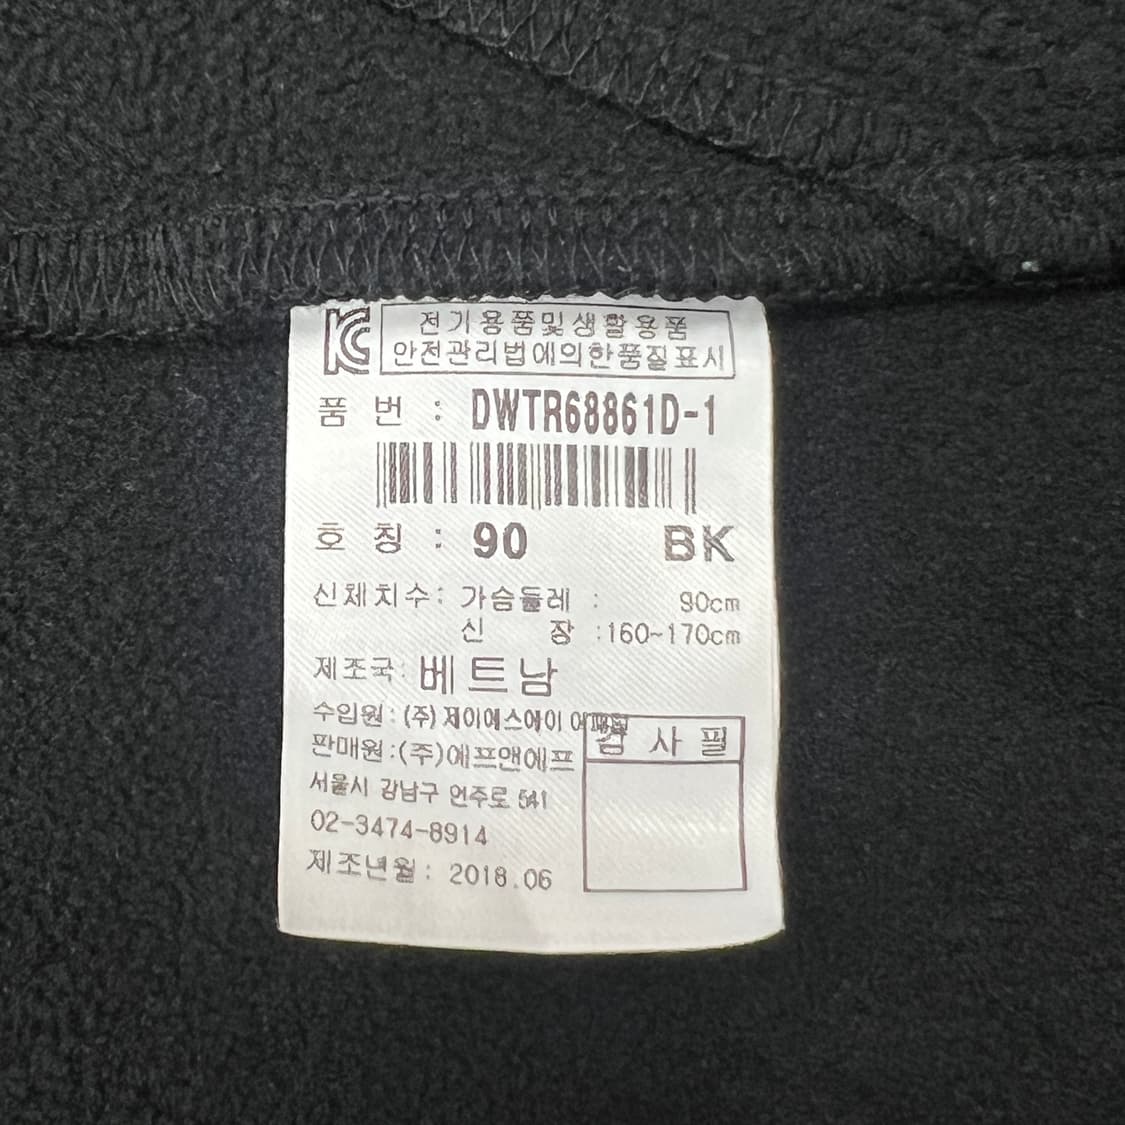 KC 전기용품및생활용품
안전관리법에의한품질표시
품 번 : DWTR68861D-1
호 칭 : 90 BK
신체치수: 가슴둘레 : 90cm
신 장 :160~170cm
제조국: 베트남
수입원 : (주) 제이에스에이
판매원:(주)에프앤에프
검 사 필
서울시 강남구 언주로 541
02-3474-8914
제조년월 : 2018.06